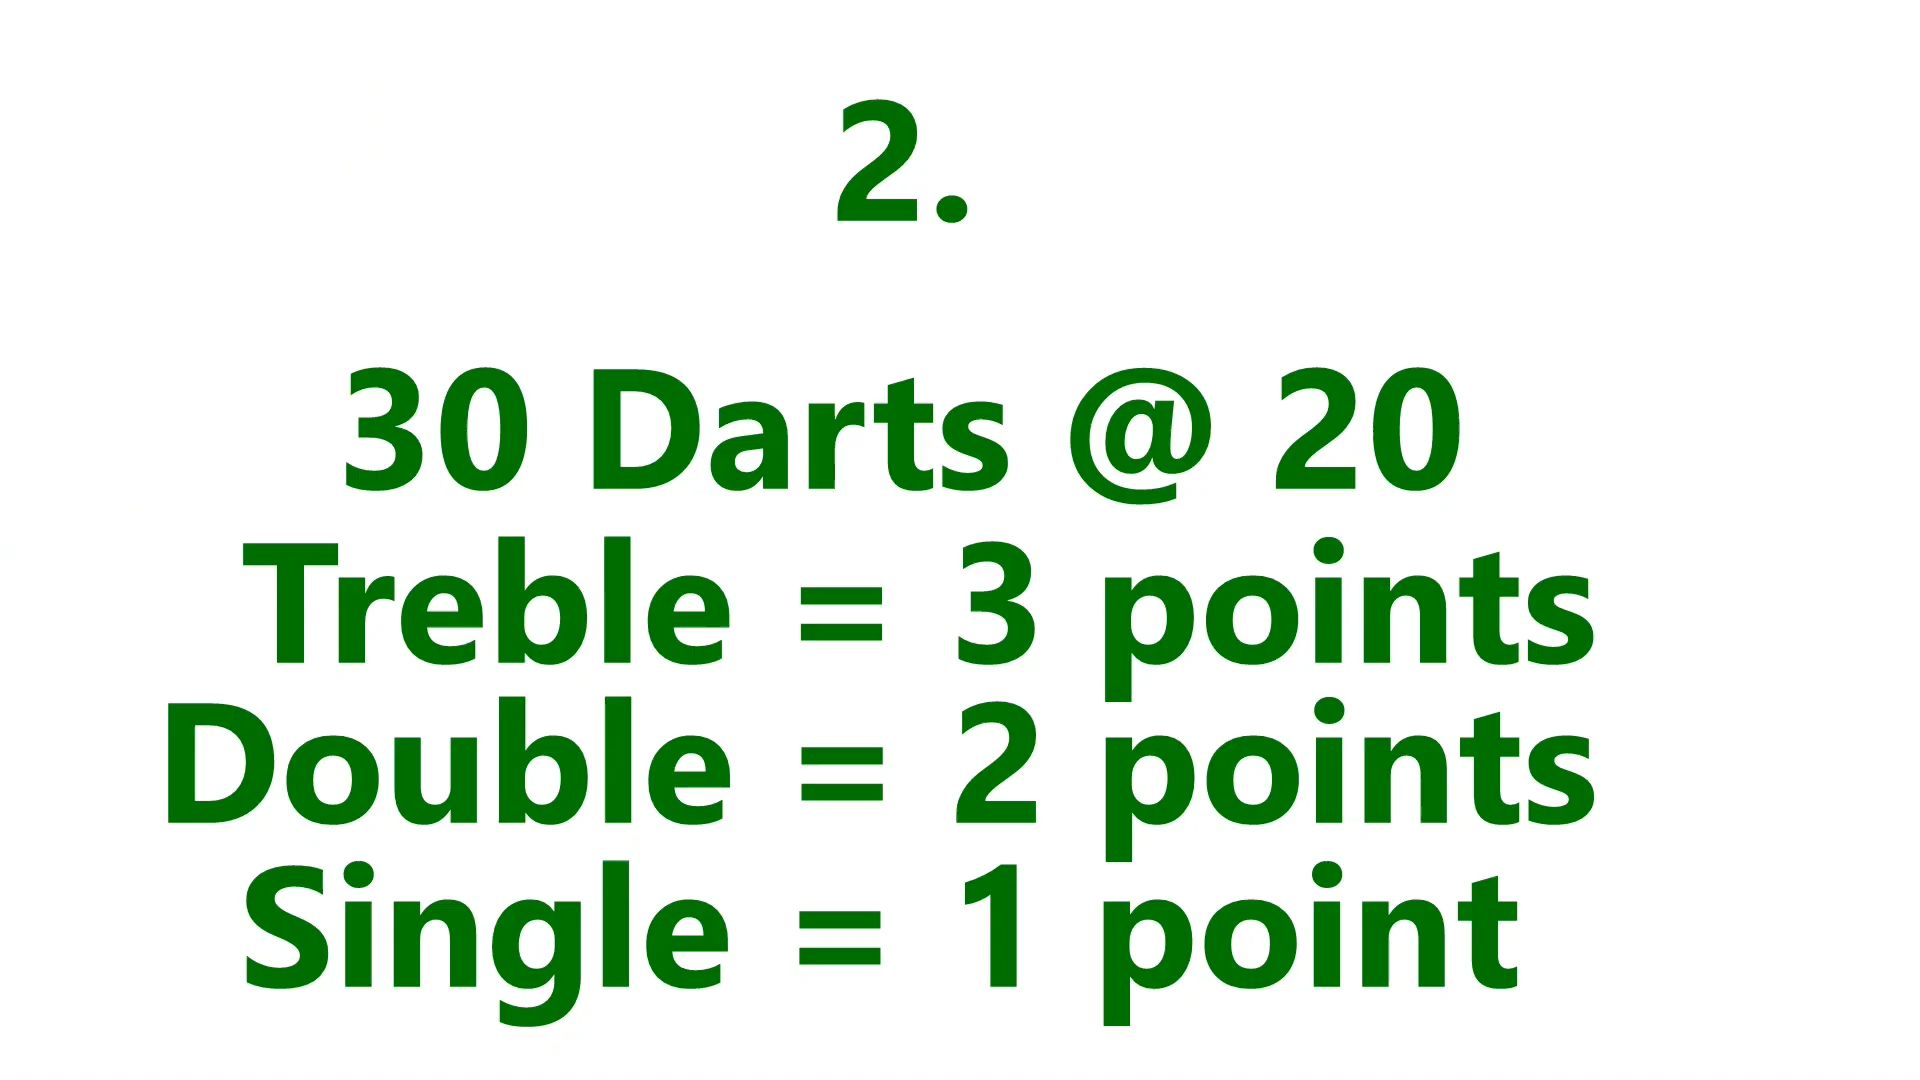 2.
30 Darts @ 20
Treble = 3 points
Double = 2 points
Single = 1 point